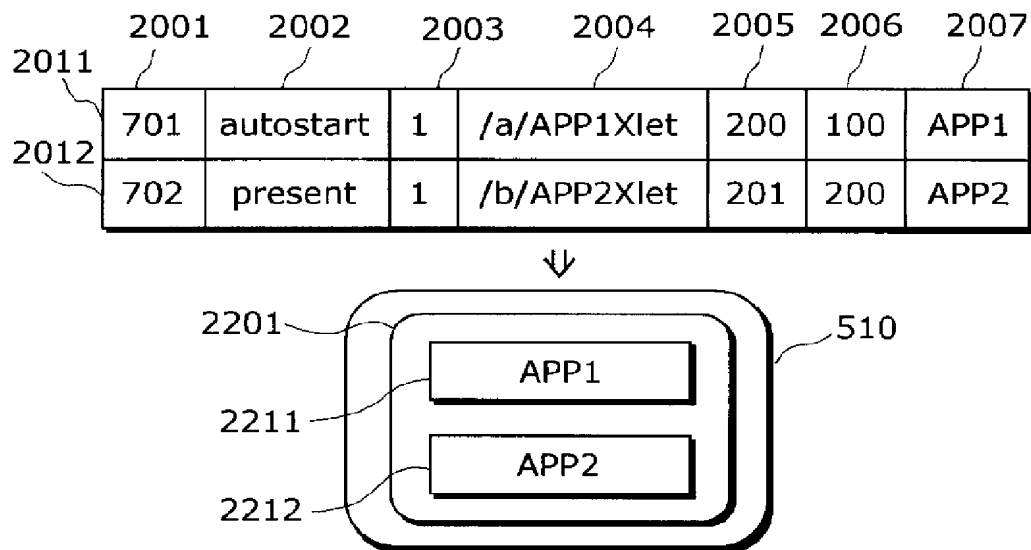 2001 2002 2003 2004 2005 2006 2007
2011
701 autostart 1 /a/APP1Xlet 200 100 APP1
2012
702 present 1 /b/APP2Xlet 201 200 APP2
2201
510
APP1
2211
APP2
2212